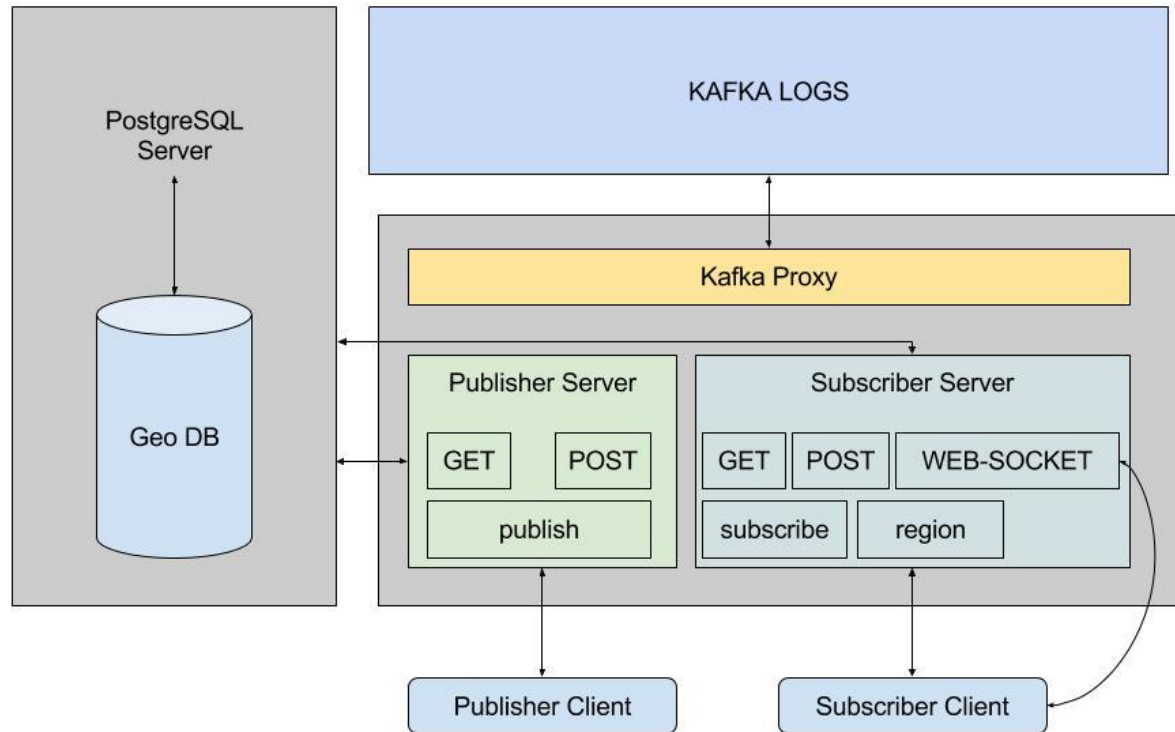 PostgreSQL
Server
Geo DB
KAFKA LOGS
Kafka Proxy
Publisher Server
GET
POST
publish
Subscriber Server
GET
POST
WEB-SOCKET
subscribe
region
Publisher Client
Subscriber Client